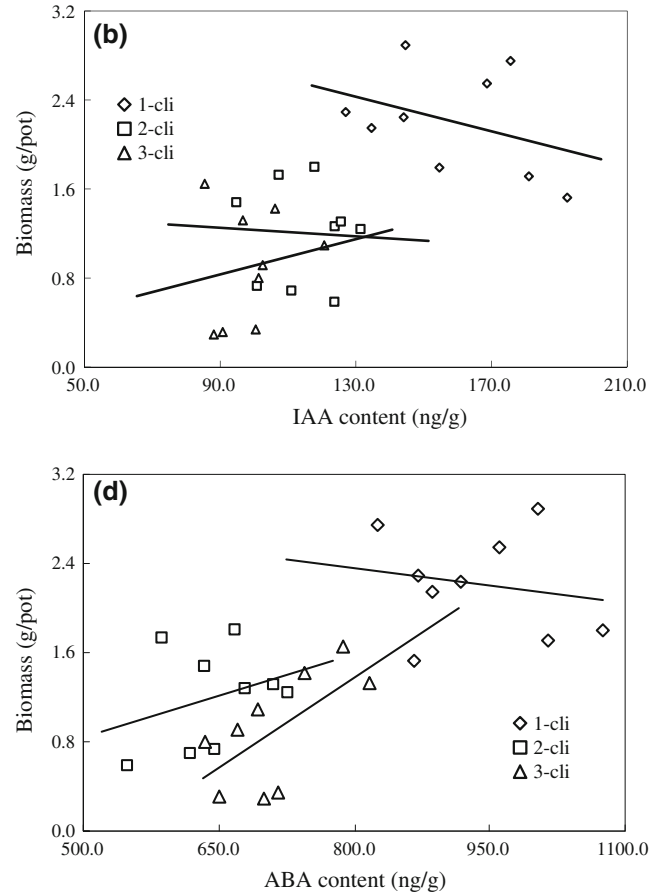 (b)
3.2
2.4
1.6
0.8
0.0
Biomass (g/pot)
1-cli
2-cli
3-cli
50.0 90.0 130.0 170.0 210.0
IAA content (ng/g)
(d)
3.2
2.4
1.6
0.8
0.0
Biomass (g/pot)
1-cli
2-cli
3-cli
500.0 650.0 800.0 950.0 1100.0
ABA content (ng/g)